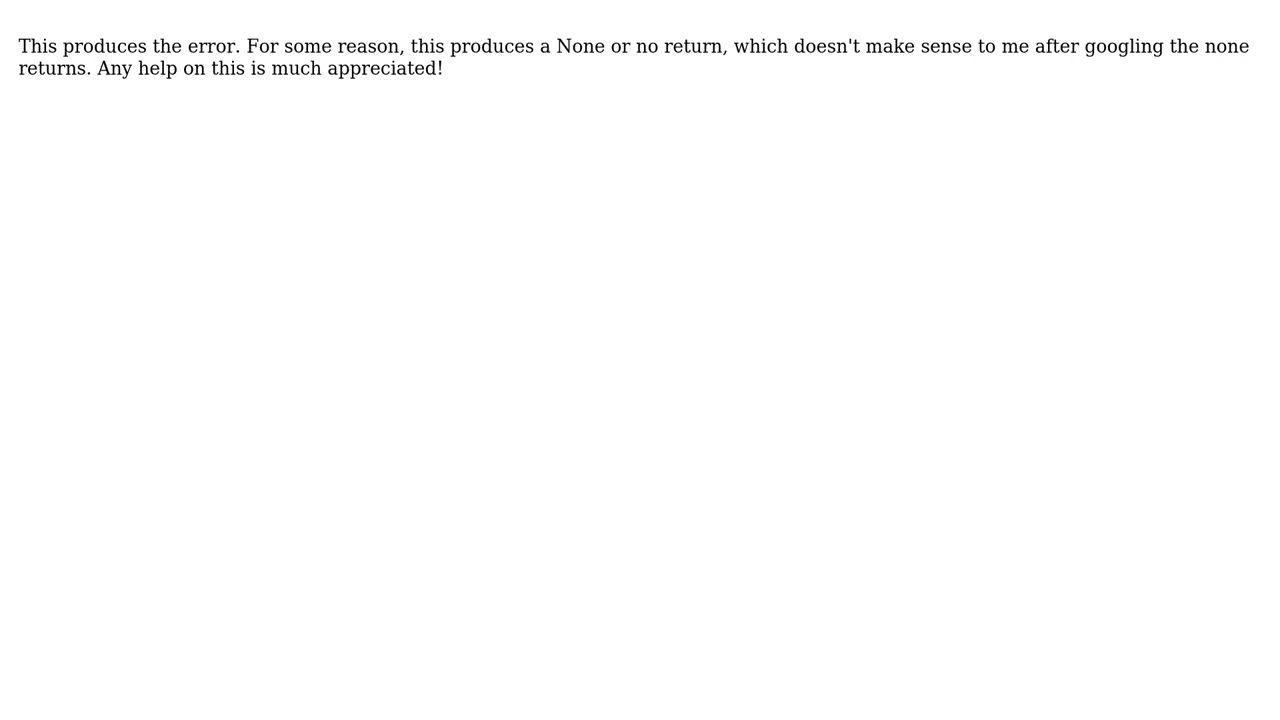 This produces the error. For some reason, this produces a None or no return, which doesn't make sense to me after googling the none
returns. Any help on this is much appreciated!